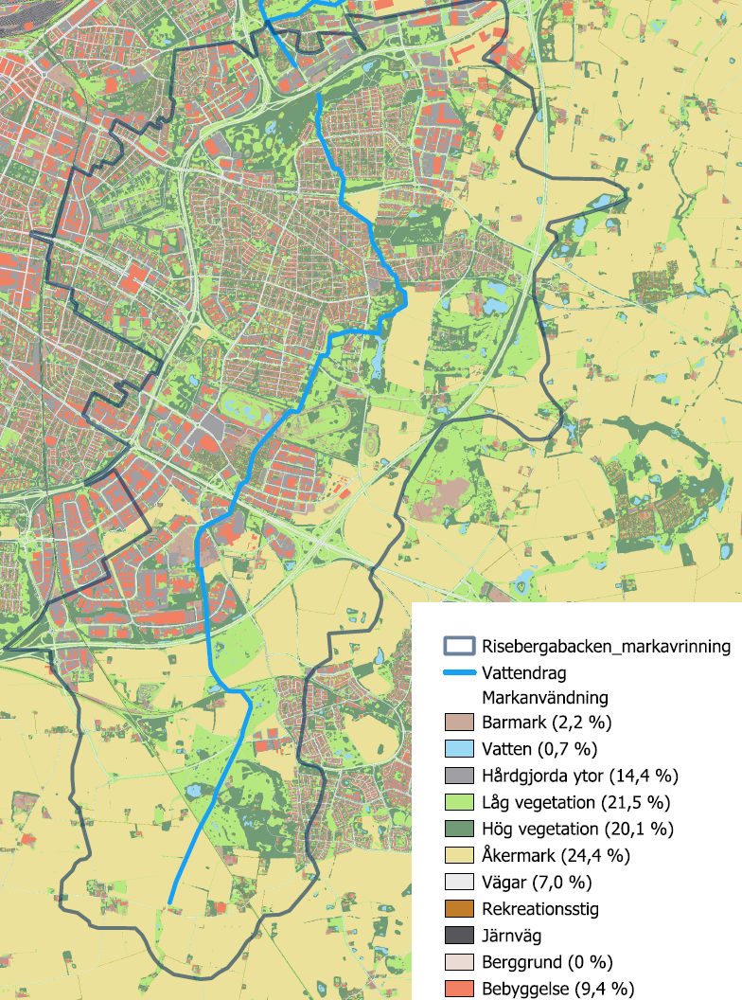 Risebergabacken_markavrinning
Vattendrag
Markanvändning
Barmark (2,2 %)
Vatten (0,7 %)
Hårdgjorda ytor (14,4 %)
Låg vegetation (21,5 %)
Hög vegetation (20,1 %)
Åkermark (24,4 %)
Vägar (7,0 %)
Rekreationsstig
Järnväg
Berggrund (0 %)
Bebyggelse (9,4 %)